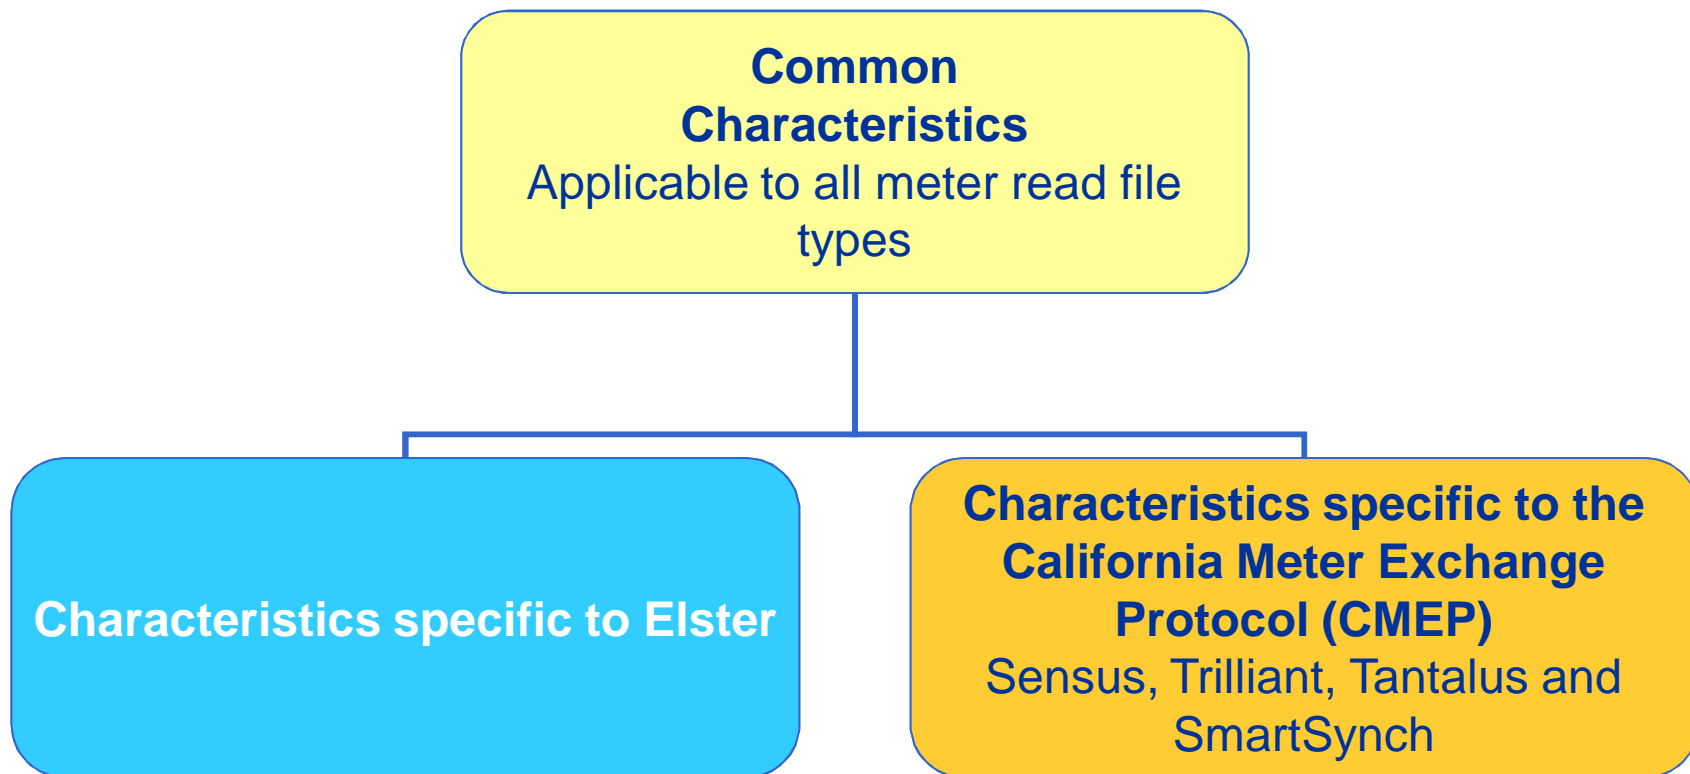 Common
Characteristics
Applicable to all meter read file
types
Characteristics specific to Elster
Characteristics specific to the
California Meter Exchange
Protocol (CMEP)
Sensus, Trilliant, Tantalus and
SmartSynch